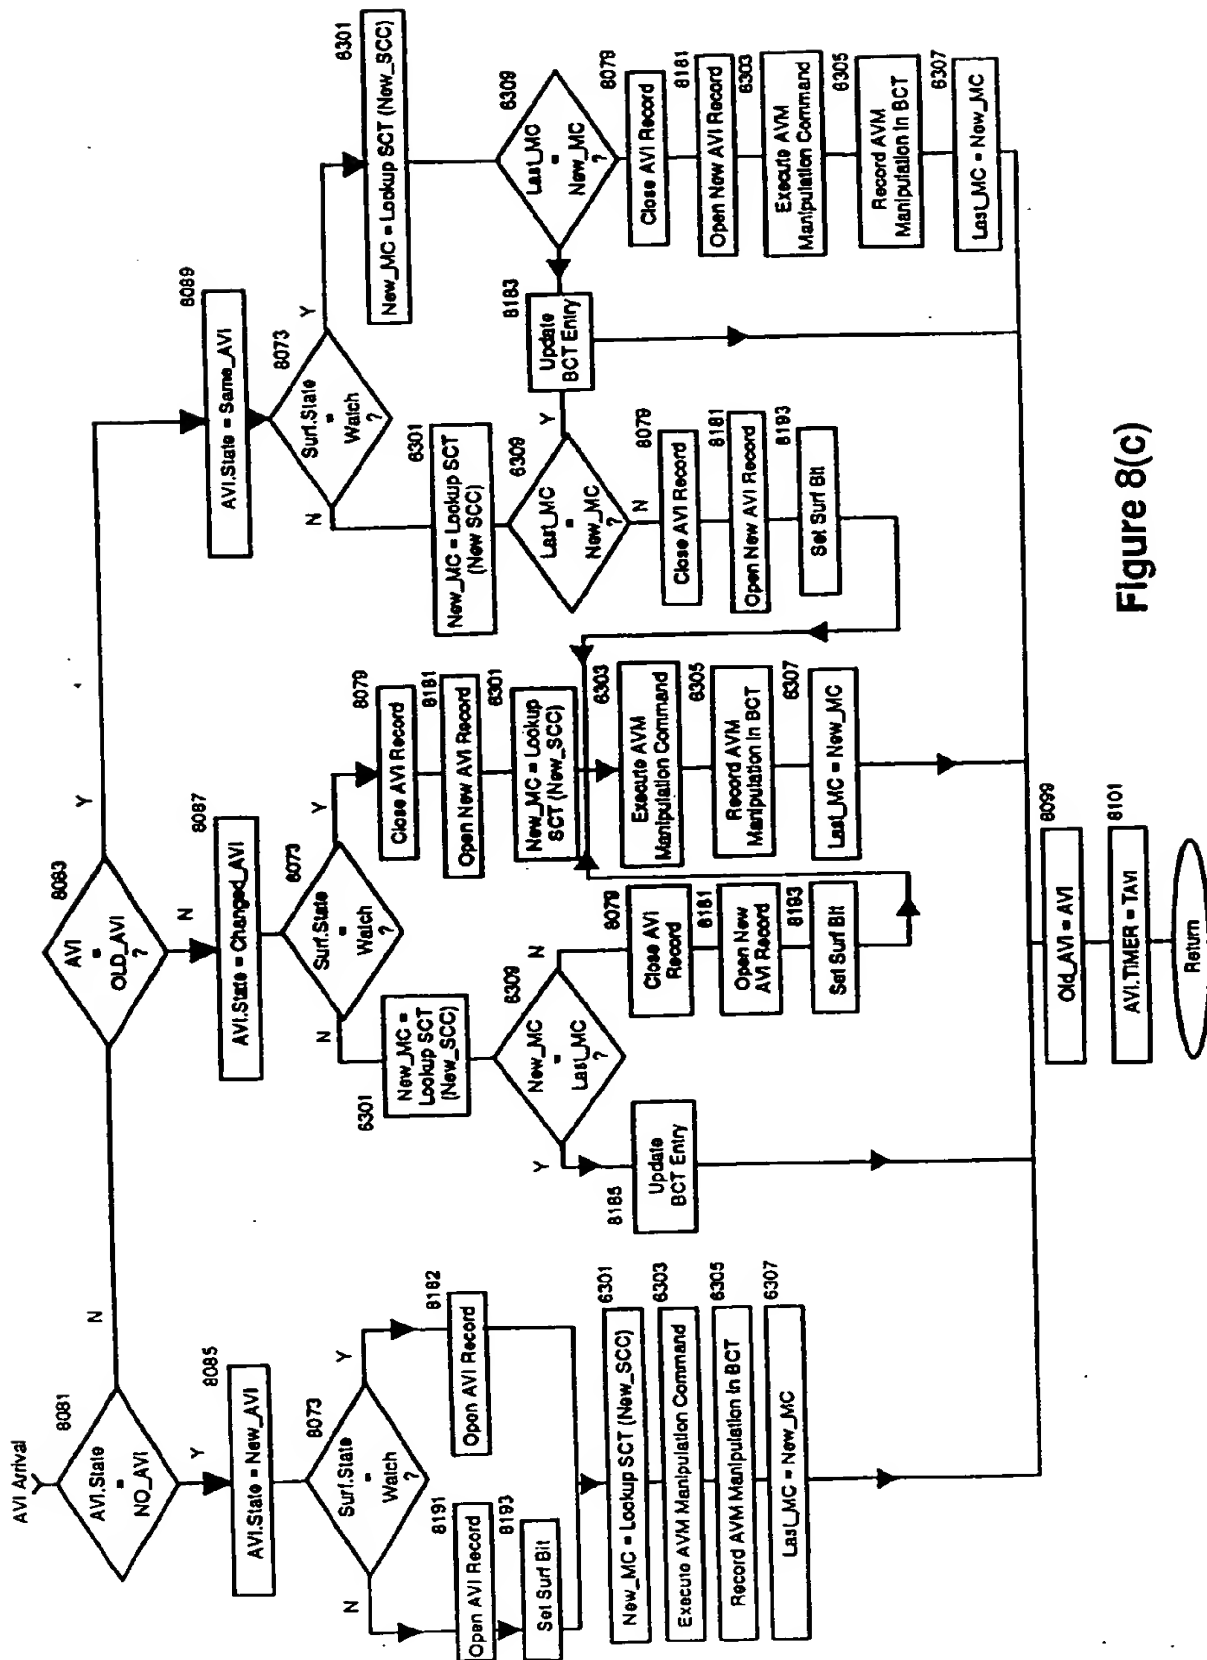 AVI Arrival
8081
AVI.State
=
NO_AVI
?
N
Y
8085
AVI.State = New_AVI
8073
Surf.State
=
Watch
?
N
Y
8191
Open AVI Record
8193
Set Surf Bit
8182
Open AVI Record
6301
New_MC = Lookup SCT (New_SCC)
6303
Execute AVM Manipulation Command
6305
Record AVM Manipulation In BCT
6307
Last_MC = New_MC
8083
AVI
=
OLD_AVI
?
Y
N
8087
AVI.State = Changed_AVI
8073
Surf.State
=
Watch
?
N
Y
6301
New_MC =
Lookup SCT
(New_SCC)
6309
New_MC
=
Last_MC
?
Y
N
8185
Update
BCT Entry
8079
Close AVI
Record
8181
Open New
AVI Record
8193
Set Surf Bit
8079
Close AVI Record
8181
Open New AVI Record
6301
New_MC = Lookup
SCT (New_SCC)
6303
Execute AVM
Manipulation Command
6305
Record AVM
Manipulation In BCT
6307
Last_MC = New_MC
8089
AVI.State = Same_AVI
8073
Surf.State
=
Watch
?
N
Y
6301
New_MC = Lookup SCT
(New SCC)
6309
Last_MC
=
New_MC
?
Y
N
8183
Update
BCT Entry
8079
Close AVI Record
8181
Open New AVI Record
8193
Set Surf Bit
6301
New_MC = Lookup SCT (New_SCC)
6309
Last_MC
=
New_MC
?
8079
Close AVI Record
8181
Open New AVI Record
6303
Execute AVM
Manipulation Command
6305
Record AVM
Manipulation In BCT
6307
Last_MC = New_MC
8099
Old_AVI = AVI
8101
AVI.TIMER = TAVI
Return
Figure 8(c)